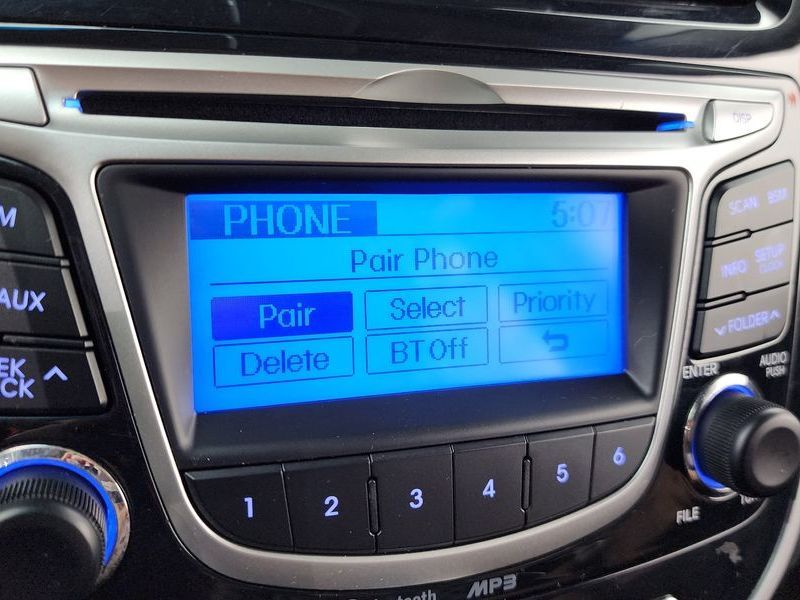 DISP
PHONE 5:07
Pair Phone
Pair Select Priority
Delete BT Off
SCAN BSM
INFO SETUP
CLOCK
FOLDER
AUX
ENTER AUDIO
PUSH
1 2 3 4 5 6
FILE
MP3